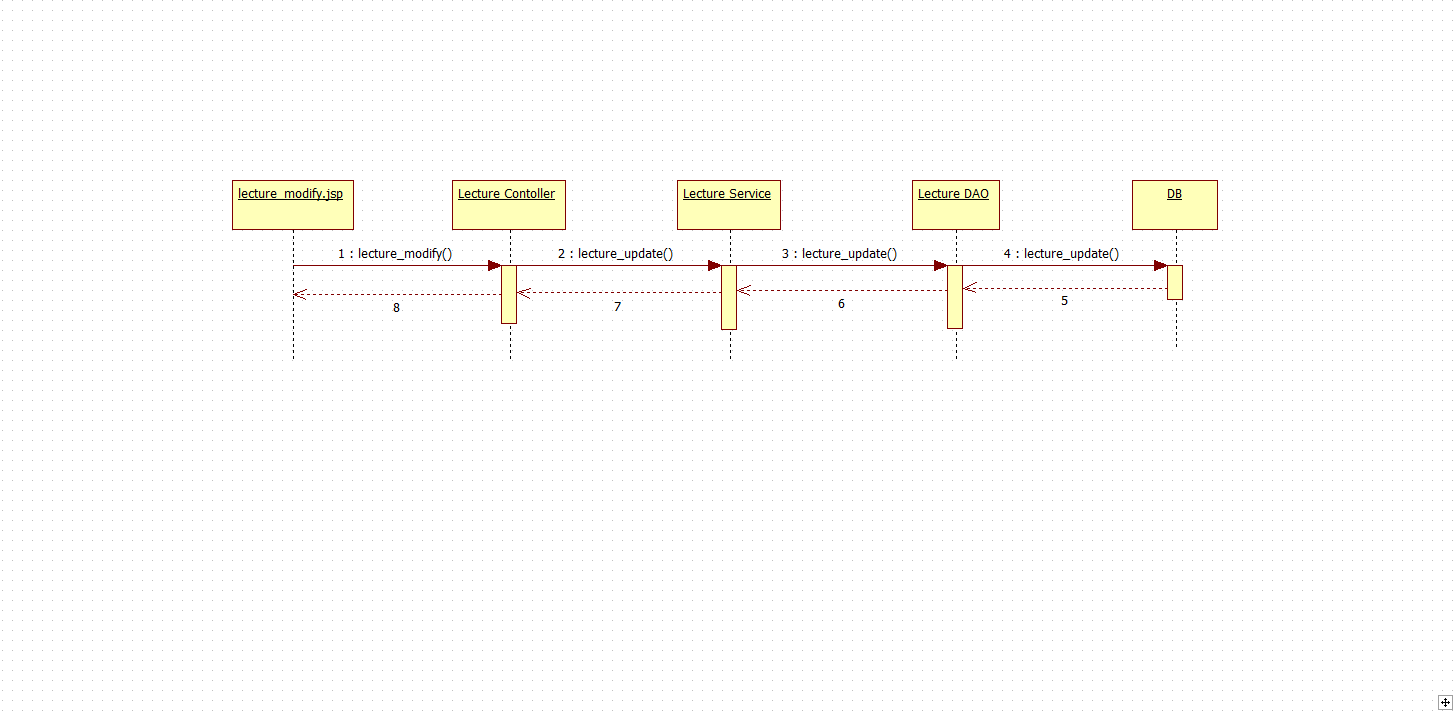 lecture_modify.jsp
Lecture Contoller
Lecture Service
Lecture DAO
DB
1 : lecture_modify()
2 : lecture_update()
3 : lecture_update()
4 : lecture_update()
8
7
6
5